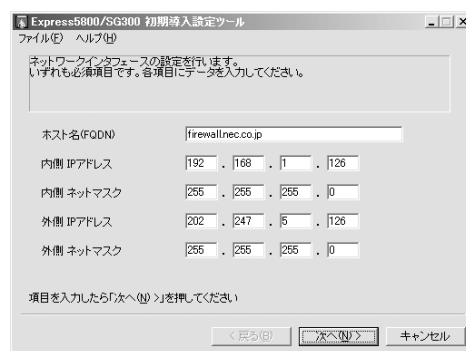 Express5800/SG300 初期導入設定ツール
ファイル(F) ヘルプ(H)
ネットワークインタフェースの設定を行います。
いずれも必須項目です。各項目にデータを入力してください。
ホスト名(FQDN) firewall.nec.co.jp
内側 IPアドレス 192 . 168 . 1 . 126
内側 ネットマスク 255 . 255 . 255 . 0
外側 IPアドレス 202 . 247 . 5 . 126
外側 ネットマスク 255 . 255 . 255 . 0
項目を入力したら「次へ(N) >」を押してください
< 戻る(B) 次へ(N) > キャンセル